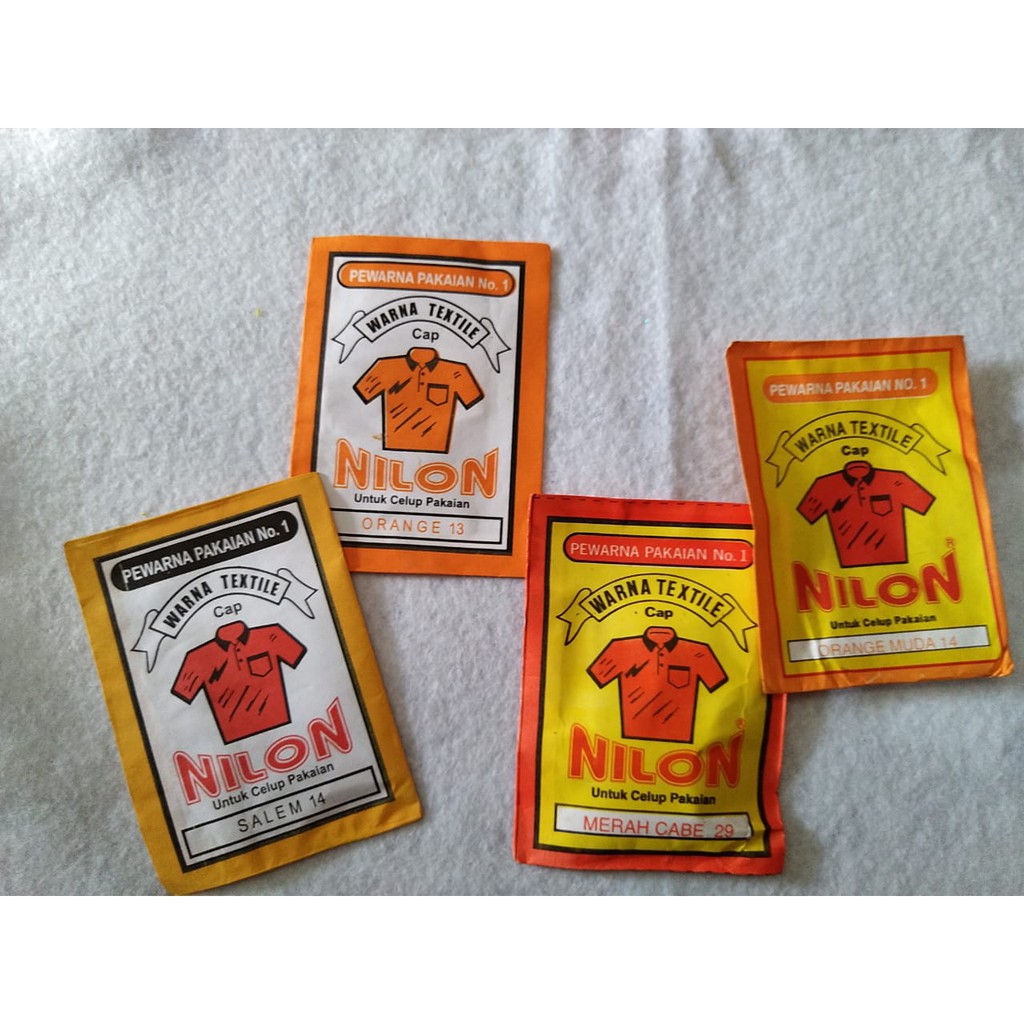 PEWARNA PAKAIAN No. 1
WARNA TEXTILE
Cap
NILON
Untuk Celup Pakaian
ORANGE 13
PEWARNA PAKAIAN NO. 1
WARNA TEXTILE
Cap
NILON®
Untuk Celup Pakaian
ORANGE MUDA 14
PEWARNA PAKAIAN No. 1
WARNA TEXTILE
Cap
NILON
Untuk Celup Pakaian
SALEM 14
PEWARNA PAKAIAN No. 1
WARNA TEXTILE
Cap
NILON®
Untuk Celup Pakaian
MERAH CABE 29